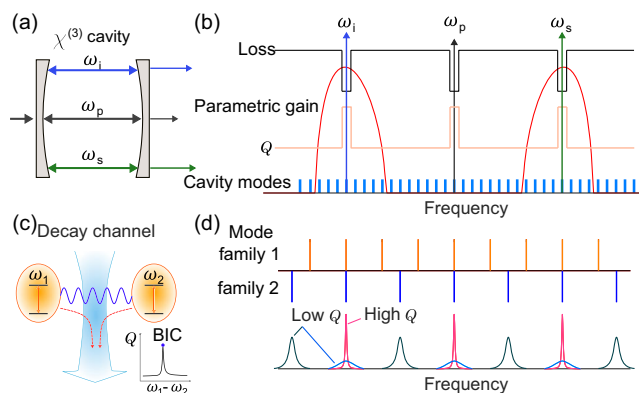 (a)
χ(3) cavity
ωi
ωp
ωs
(b)
ωi
ωp
ωs
Loss
Parametric gain
Q
Cavity modes
Frequency
(c)
Decay channel
ω1
ω2
Q
BIC
ω1- ω2
(d)
Mode
family 1
family 2
Low Q
High Q
Frequency